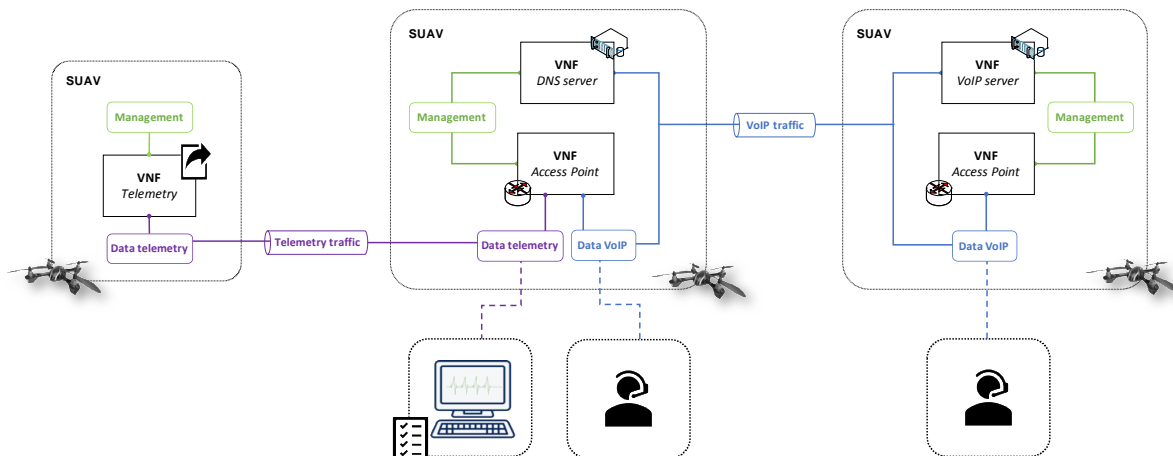 SUAV
Management
VNF
Telemetry
Data telemetry
Telemetry traffic
SUAV
VNF
DNS server
Management
VNF
Access Point
Data telemetry
Data VoIP
VoIP traffic
SUAV
VNF
VoIP server
Management
VNF
Access Point
Data VoIP